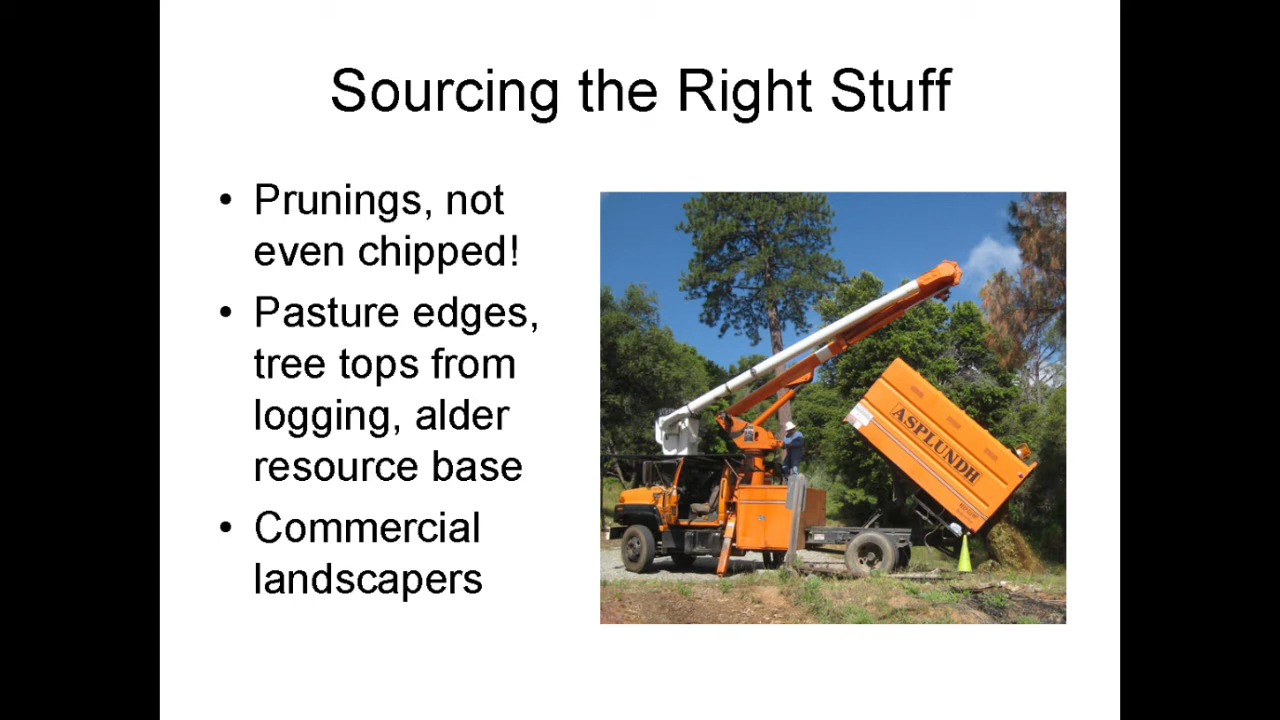 Sourcing the Right Stuff
• Prunings, not
even chipped!
• Pasture edges,
tree tops from
logging, alder
resource base
• Commercial
landscapers
ASPLUNDH